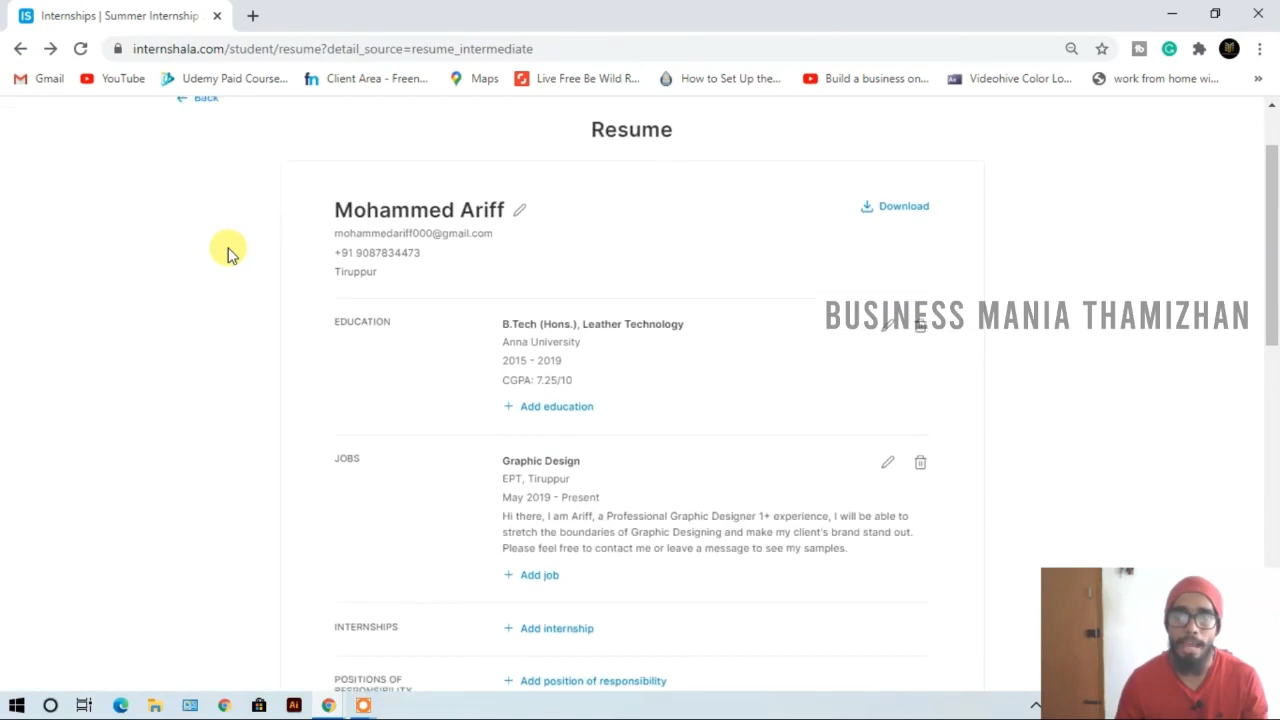 Internships | Summer Internship
internshala.com/student/resume?detail_source=resume_intermediate
Gmail
YouTube
Udemy Paid Course...
Client Area - Freen...
Maps
Live Free Be Wild R...
How to Set Up the...
Build a business on...
Videohive Color Lo...
work from home wi...
Back
Resume
Mohammed Ariff
Download
mohammedariff000@gmail.com
+91 9087834473
Tiruppur
BUSINESS MANIA THAMIZHAN
EDUCATION
B.Tech (Hons.), Leather Technology
Anna University
2015 - 2019
CGPA: 7.25/10
+ Add education
JOBS
Graphic Design
EPT, Tiruppur
May 2019 - Present
Hi there, I am Ariff, a Professional Graphic Designer 1+ experience, I will be able to
stretch the boundaries of Graphic Designing and make my client's brand stand out.
Please feel free to contact me or leave a message to see my samples.
+ Add job
INTERNSHIPS
+ Add internship
POSITIONS OF
RESPONSIBILITY
+ Add position of responsibility